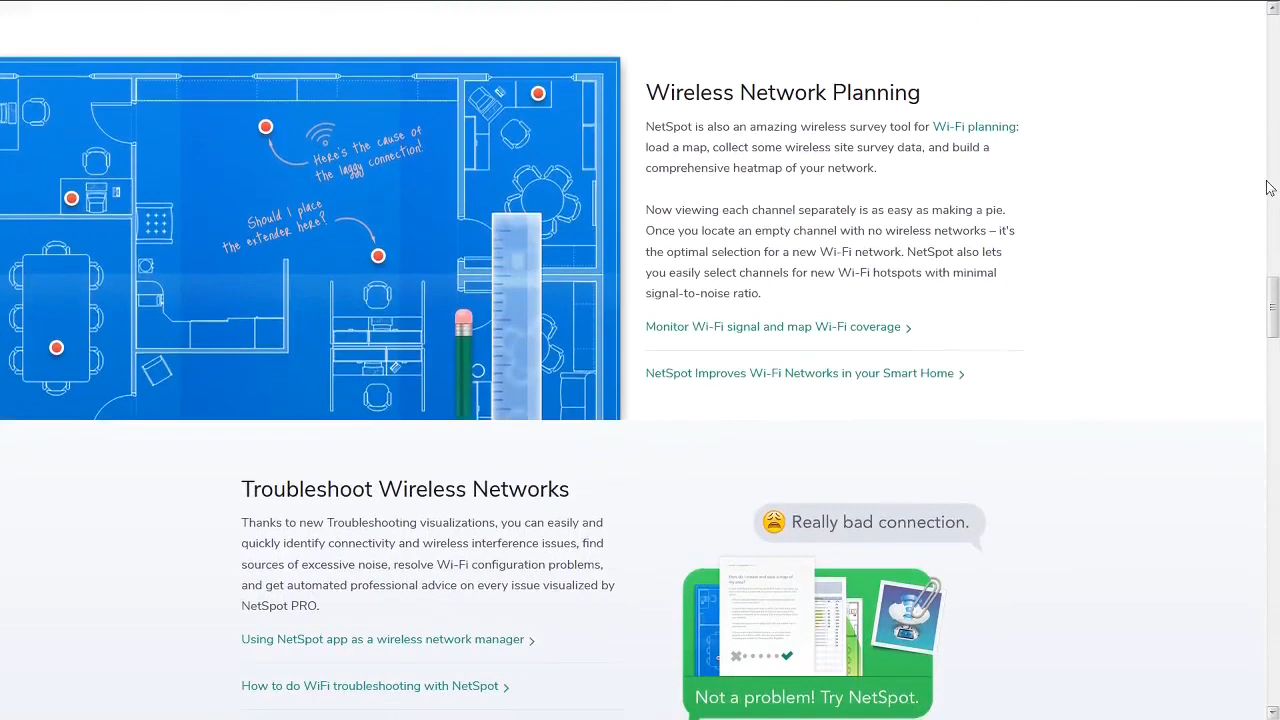 Here's the cause of
the laggy connection!
Should I place
the extender here?
Wireless Network Planning
NetSpot is also an amazing wireless survey tool for Wi-Fi planning:
load a map, collect some wireless site survey data, and build a
comprehensive heatmap of your network.
Now viewing each channel separately is as easy as making a pie.
Once you locate an empty channel with no wireless networks – it's
the optimal selection for a new Wi-Fi network. NetSpot also lets
you easily select channels for new Wi-Fi hotspots with minimal
signal-to-noise ratio.
Monitor Wi-Fi signal and map Wi-Fi coverage
NetSpot Improves Wi-Fi Networks in your Smart Home
Troubleshoot Wireless Networks
Thanks to new Troubleshooting visualizations, you can easily and
quickly identify connectivity and wireless interference issues, find
sources of excessive noise, resolve Wi-Fi configuration problems,
and get automated professional advice on any issue visualized by
NetSpot PRO.
Using NetSpot app as a wireless network analyzer
How to do WiFi troubleshooting with NetSpot
Really bad connection.
Not a problem! Try NetSpot.